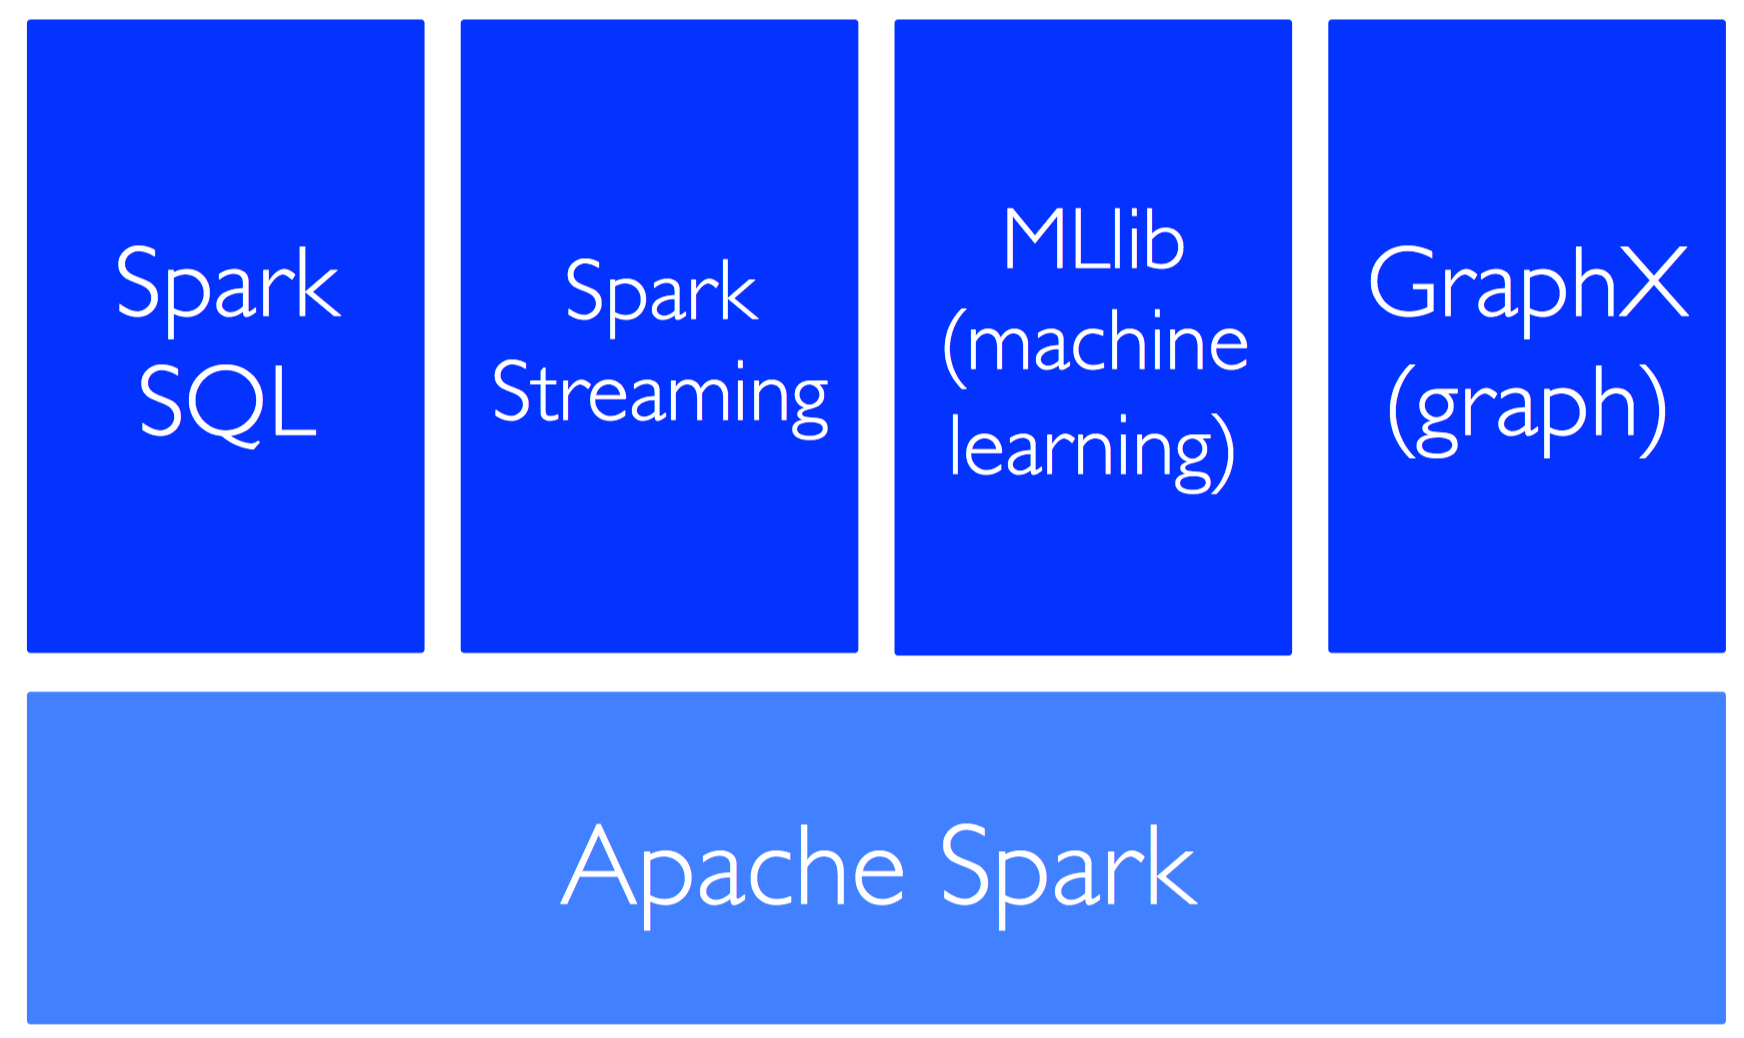 Spark
SQL
Spark
Streaming
MLlib
(machine
learning)
GraphX
(graph)
Apache Spark